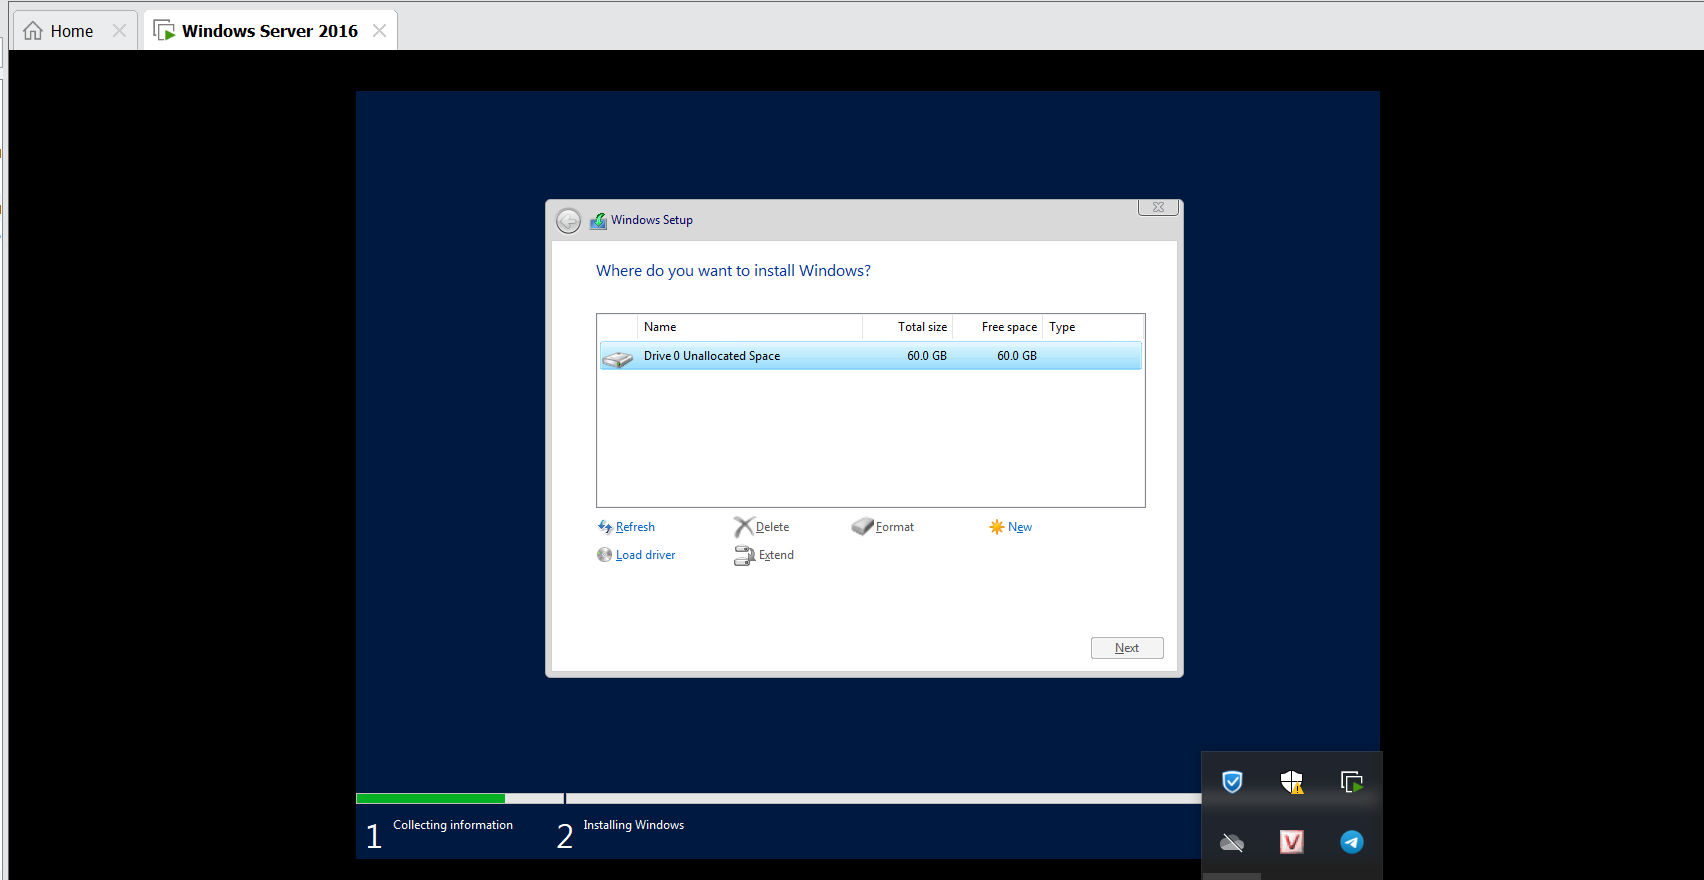 Home
Windows Server 2016
Windows Setup
Where do you want to install Windows?
Name Total size Free space Type
Drive 0 Unallocated Space 60.0 GB 60.0 GB
Refresh Delete Format New
Load driver Extend
Next
1 Collecting information 2 Installing Windows
V